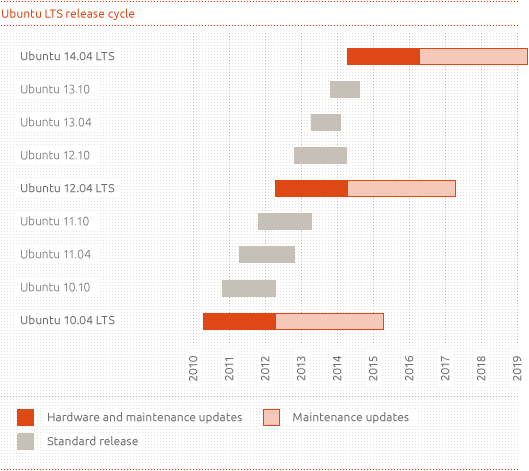 Ubuntu LTS release cycle
Ubuntu 14.04 LTS
Ubuntu 13.10
Ubuntu 13.04
Ubuntu 12.10
Ubuntu 12.04 LTS
Ubuntu 11.10
Ubuntu 11.04
Ubuntu 10.10
Ubuntu 10.04 LTS
2010 2011 2012 2013 2014 2015 2016 2017 2018 2019
Hardware and maintenance updates Maintenance updates
Standard release